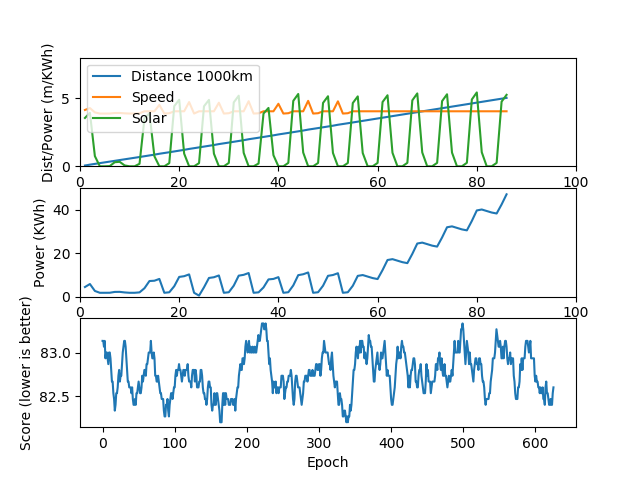 Dist/Power (m/KWh)
Distance 1000km
Speed
Solar
5
0
0 20 40 60 80 100
Power (KWh)
40
20
0
0 20 40 60 80 100
Score (lower is better)
83.0
82.5
0 100 200 300 400 500 600
Epoch